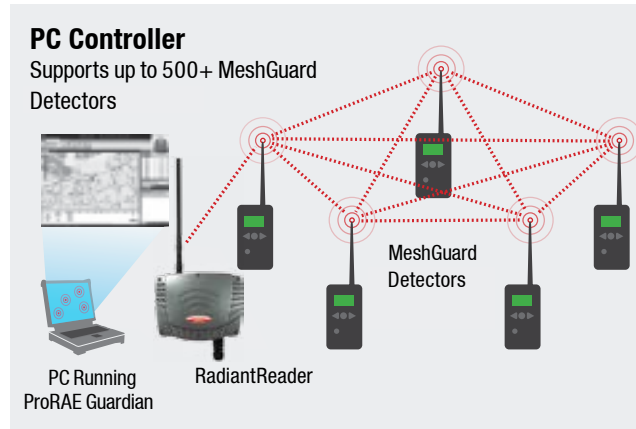 PC Controller
Supports up to 500+ MeshGuard
Detectors
MeshGuard
Detectors
RadiantReader
PC Running
ProRAE Guardian